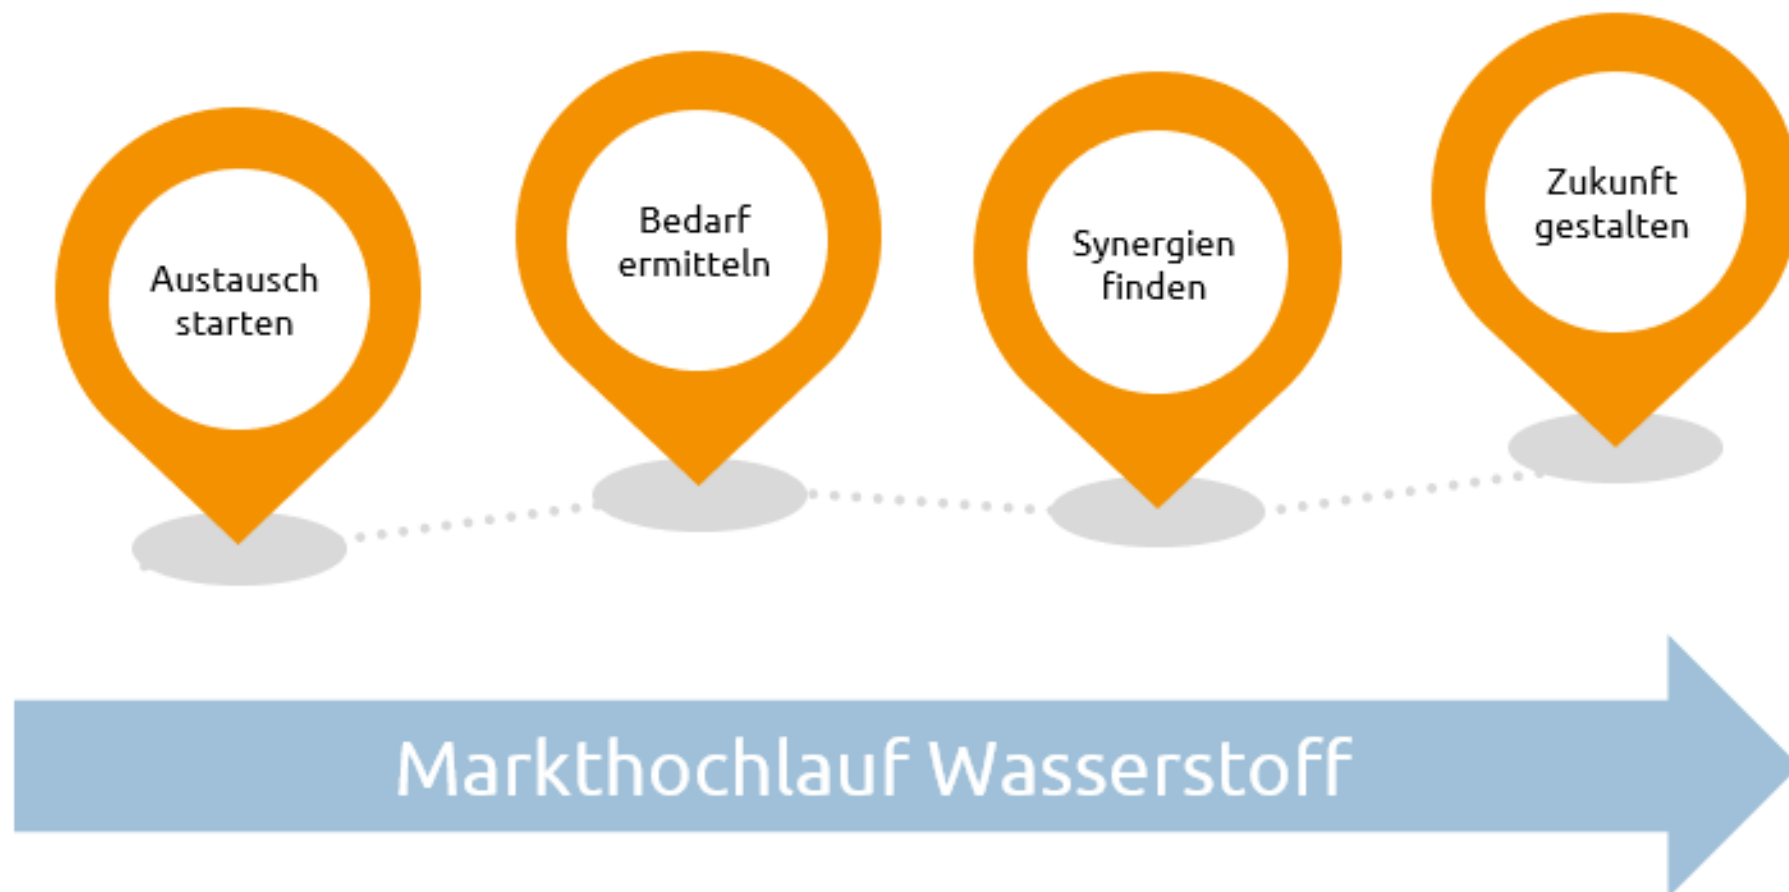 Austausch
starten
Bedarf
ermitteln
Synergien
finden
Zukunft
gestalten
Markthochlauf Wasserstoff